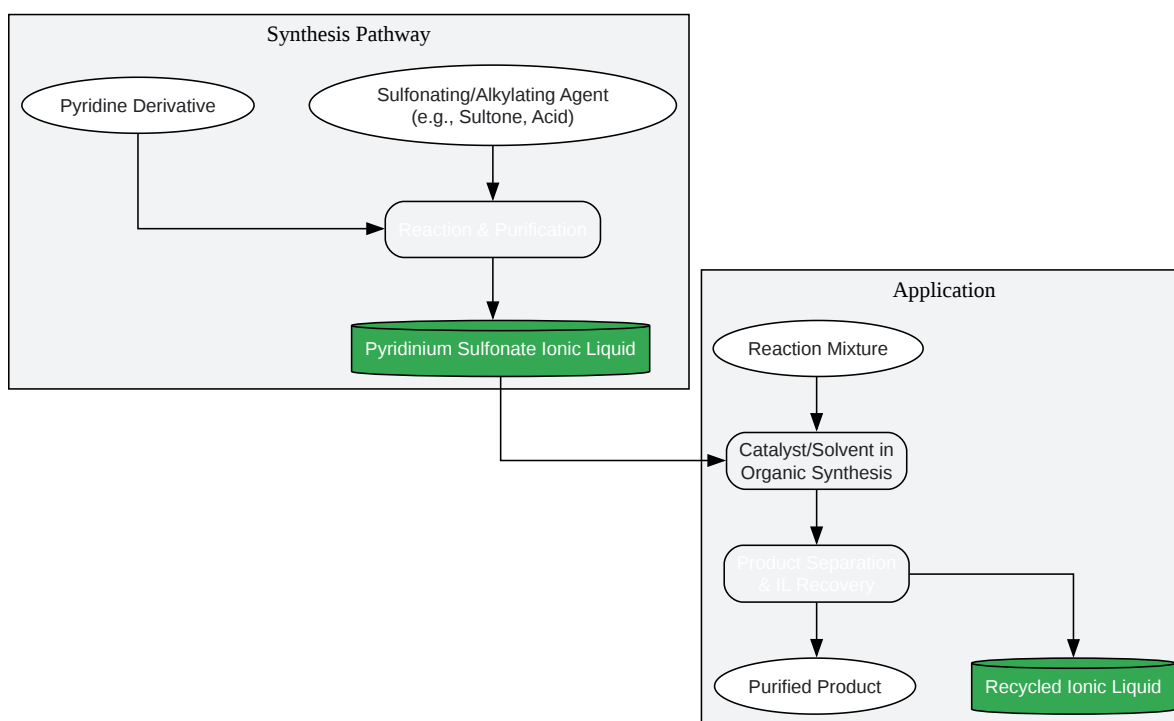 Synthesis Pathway
Pyridine Derivative
Sulfonating/Alkylating Agent
(e.g., Sultone, Acid)
Reaction & Purification
Pyridinium Sulfonate Ionic Liquid
Application
Reaction Mixture
Catalyst/Solvent in
Organic Synthesis
Product Separation
& IL Recovery
Purified Product
Recycled Ionic Liquid